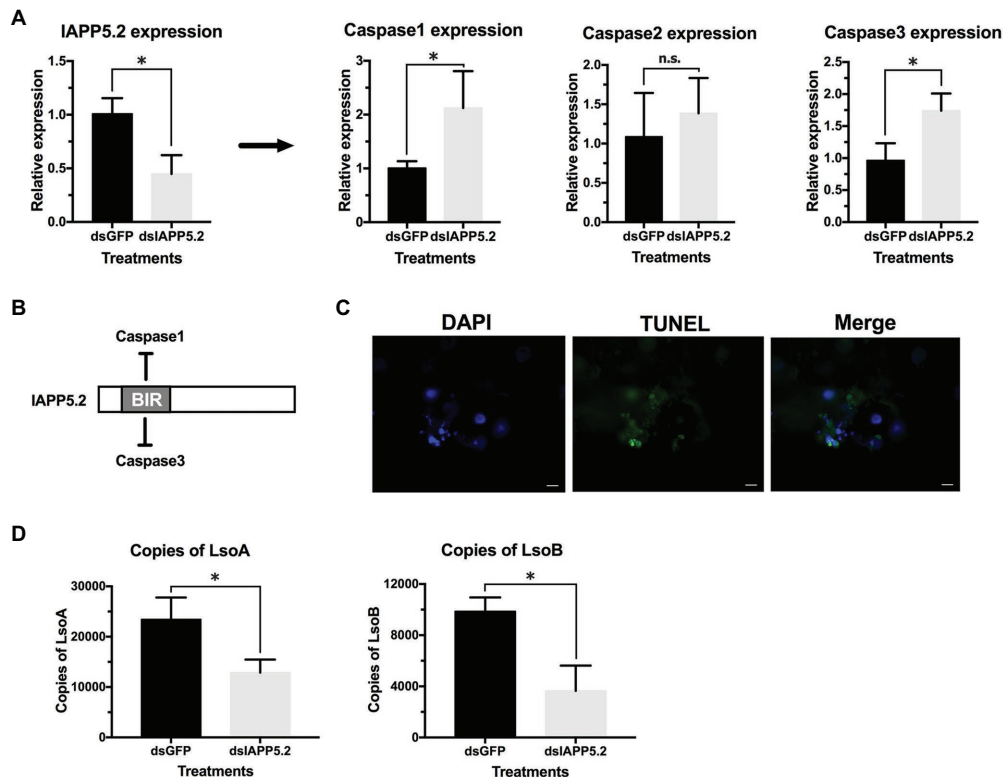 A
IAPP5.2 expression
Relative expression
1.5
1.0
0.5
0.0
*
dsGFP dsIAPP5.2
Treatments
Caspase1 expression
Relative expression
3
2
1
0
*
dsGFP dsIAPP5.2
Treatments
Caspase2 expression
Relative expression
2.0
1.5
1.0
0.5
0.0
n.s.
dsGFP dsIAPP5.2
Treatments
Caspase3 expression
Relative expression
2.5
2.0
1.5
1.0
0.5
0.0
*
dsGFP dsIAPP5.2
Treatments
B
Caspase1
IAPP5.2
BIR
Caspase3
C
DAPI
TUNEL
Merge
D
Copies of LsoA
Copies of LsoA
30000
20000
10000
0
*
dsGFP dsIAPP5.2
Treatments
Copies of LsoB
Copies of LsoB
12000
8000
4000
0
*
dsGFP dsIAPP5.2
Treatments